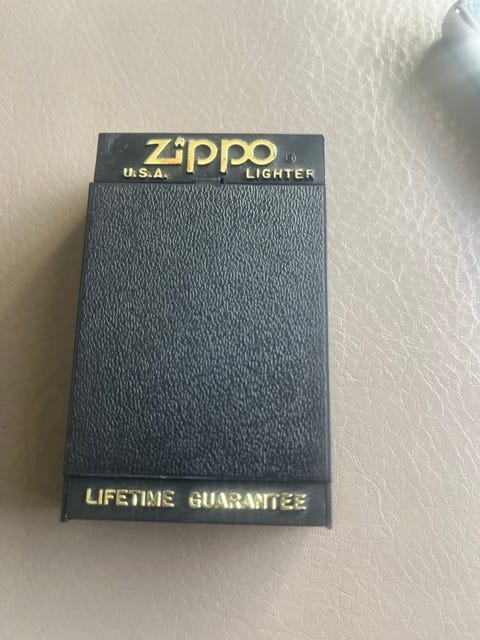 Zippo ®
U.S.A. LIGHTER
LIFETIME GUARANTEE